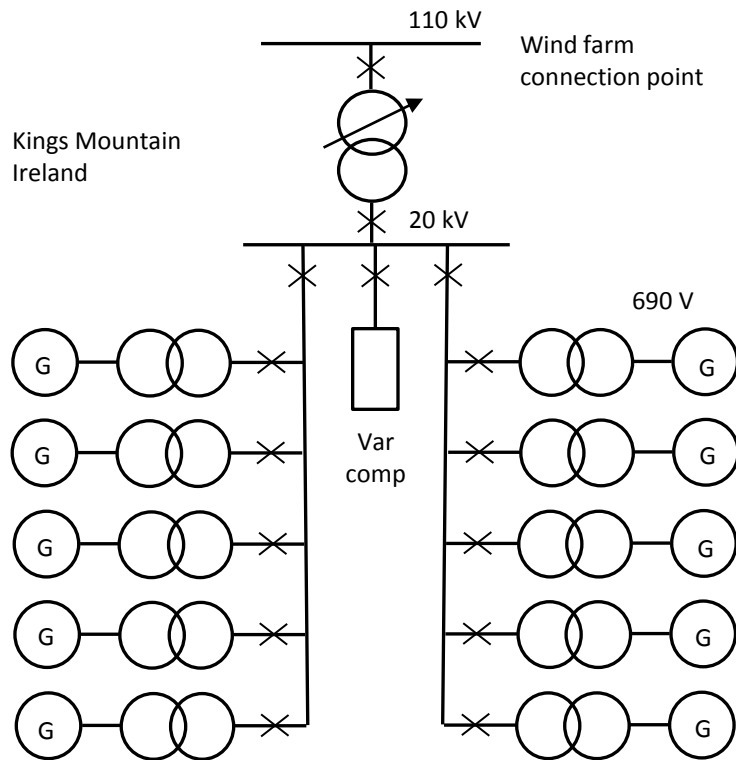 110 kV
Wind farm
connection point
Kings Mountain
Ireland
20 kV
690 V
G
G
G
G
Var
comp
G
G
G
G
G
G